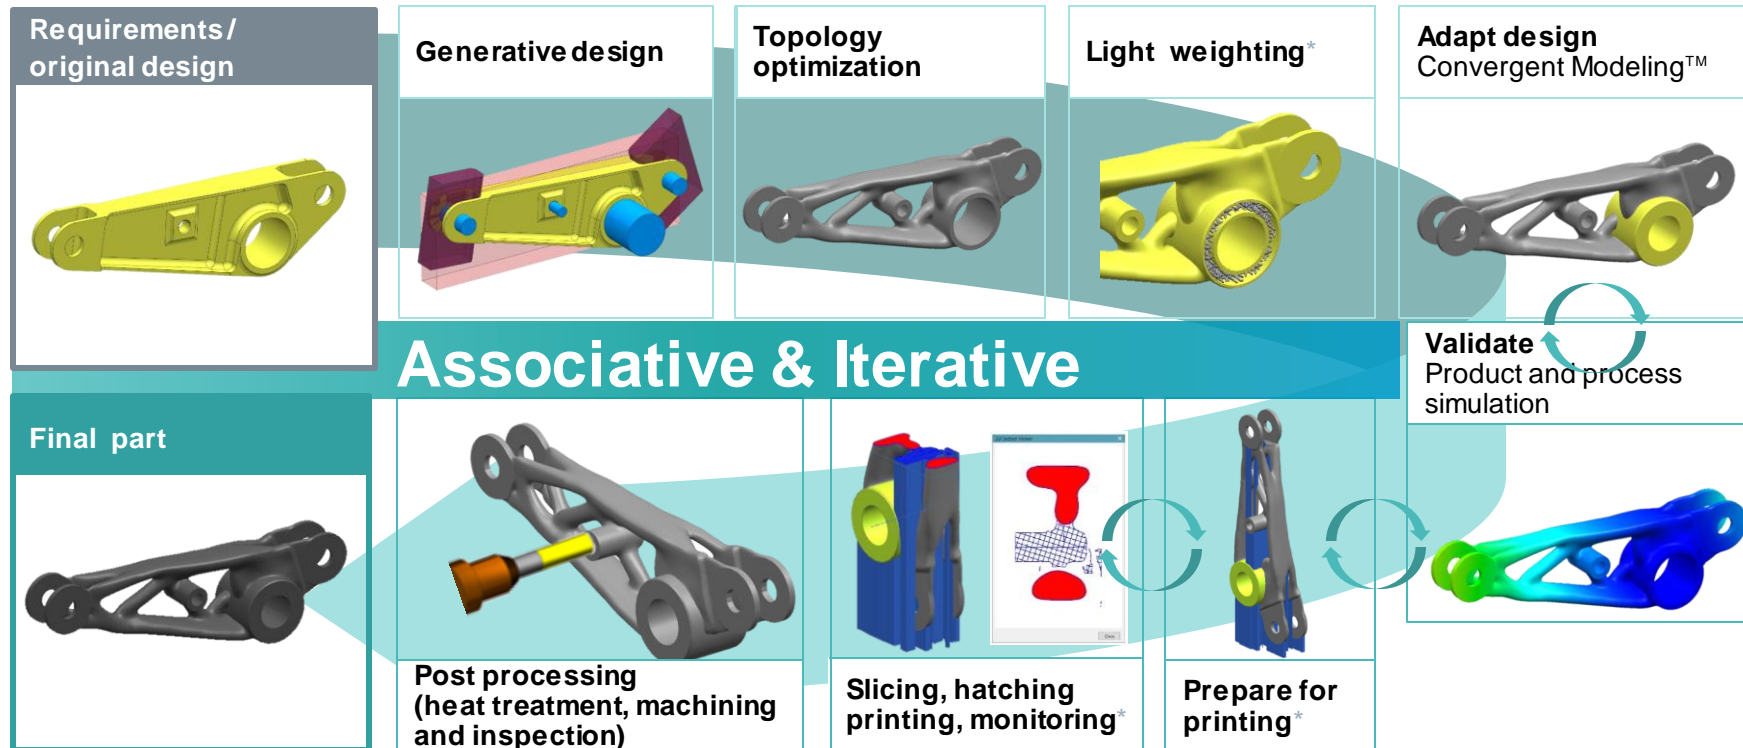 Requirements/
original design
Generative design
Topology
optimization
Light weighting*
Adapt design
Convergent Modeling™
Associative & Iterative
Validate
Product and process
simulation
Final part
Post processing
(heat treatment, machining
and inspection)
Slicing, hatching
printing, monitoring*
Prepare for
printing*